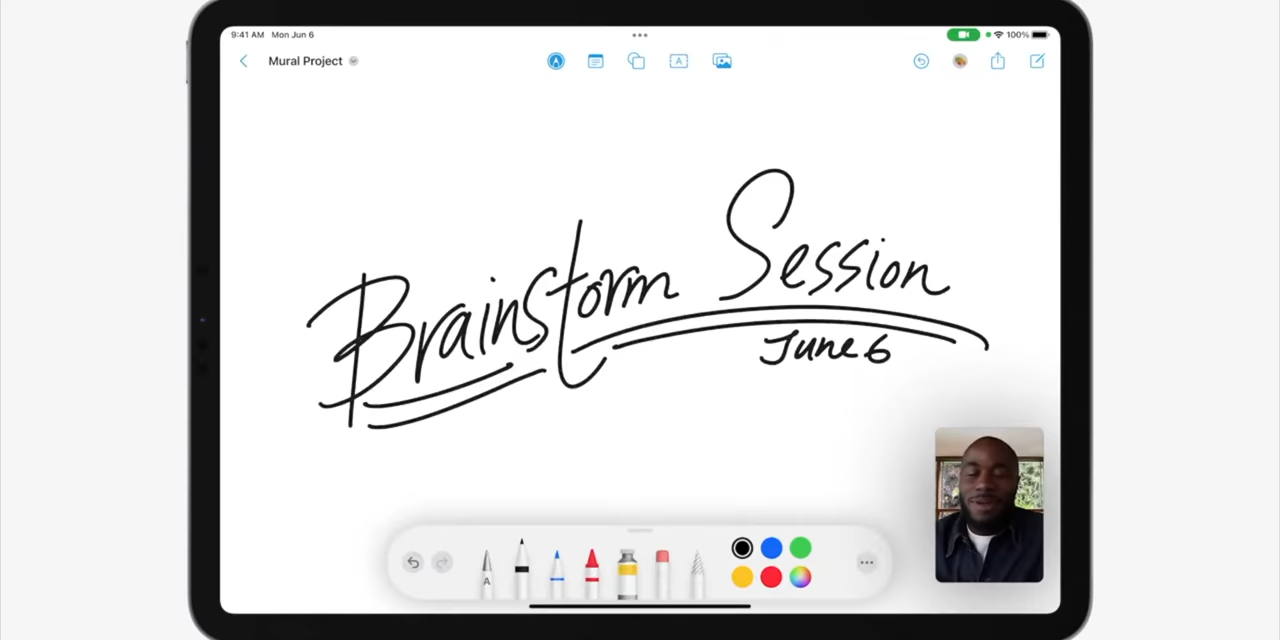 9:41 AM Mon Jun 6
100%
Mural Project
A
Brainstorm Session
June 6
A